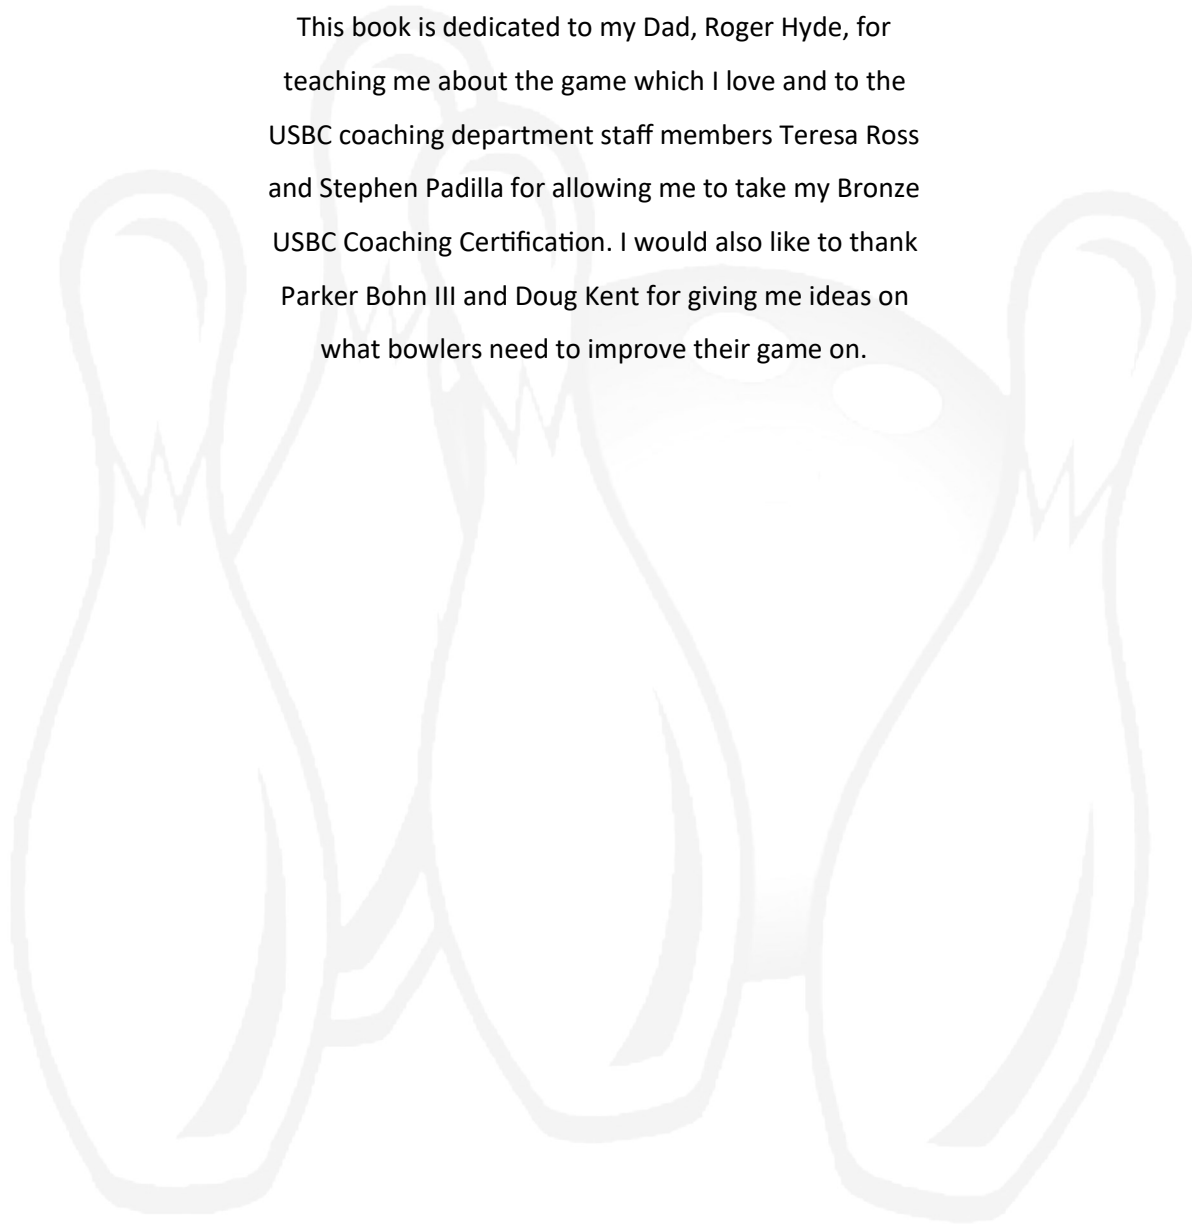 This book is dedicated to my Dad, Roger Hyde, for
teaching me about the game which I love and to the
USBC coaching department staff members Teresa Ross
and Stephen Padilla for allowing me to take my Bronze
USBC Coaching Certification. I would also like to thank
Parker Bohn III and Doug Kent for giving me ideas on
what bowlers need to improve their game on.